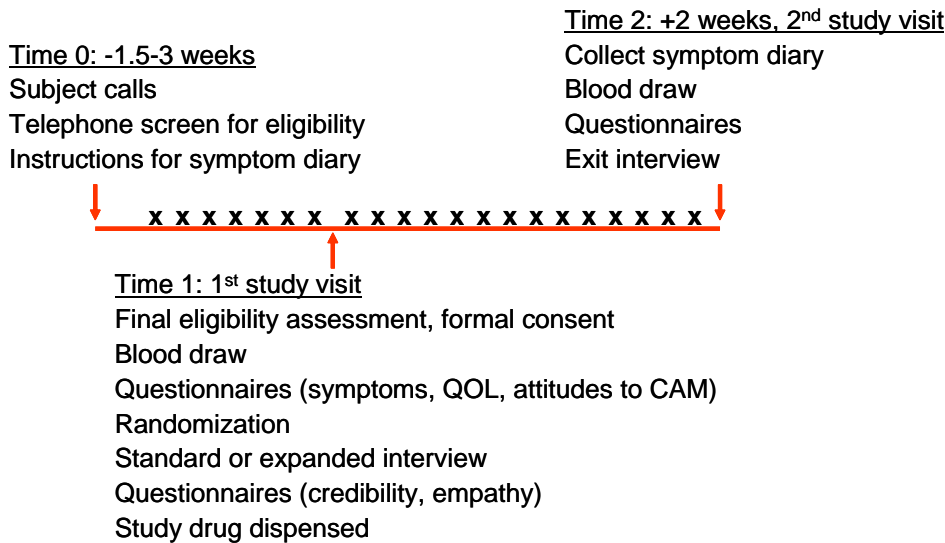 Time 0: -1.5-3 weeks
Subject calls
Telephone screen for eligibility
Instructions for symptom diary
Time 2: +2 weeks, 2nd study visit
Collect symptom diary
Blood draw
Questionnaires
Exit interview
x x x x x x x x x x x x x x x x x x x x x
Time 1: 1st study visit
Final eligibility assessment, formal consent
Blood draw
Questionnaires (symptoms, QOL, attitudes to CAM)
Randomization
Standard or expanded interview
Questionnaires (credibility, empathy)
Study drug dispensed